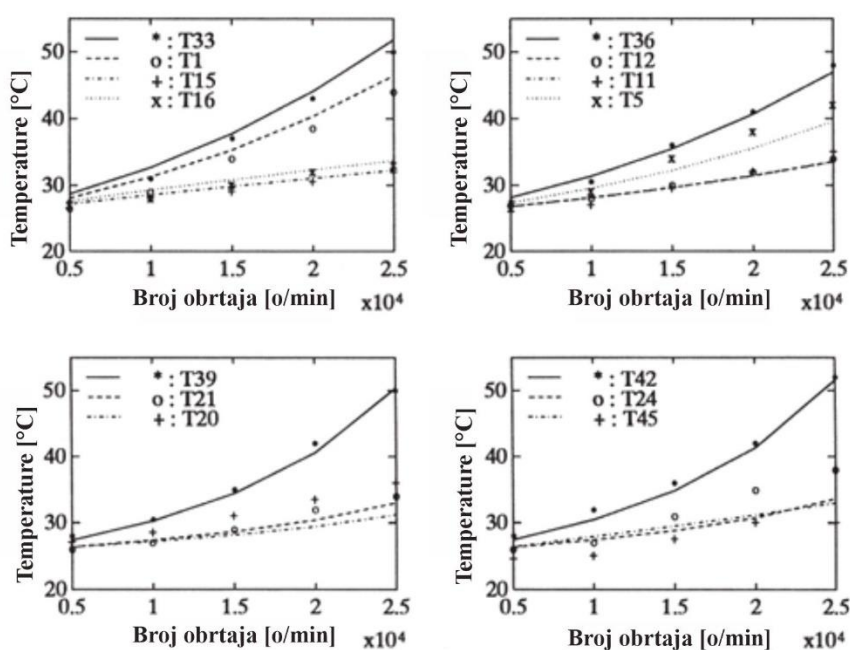 Temperature [°C]
50
40
30
20
* : T33
o : T1
+ : T15
x : T16
0.5 1 1.5 2 2.5
Broj obrtaja [o/min] x10⁴
Temperature [°C]
50
40
30
20
* : T36
o : T12
+ : T11
x : T5
0.5 1 1.5 2 2.5
Broj obrtaja [o/min] x10⁴
Temperature [°C]
50
40
30
20
* : T39
o : T21
+ : T20
0.5 1 1.5 2 2.5
Broj obrtaja [o/min] x10⁴
Temperature [°C]
50
40
30
20
* : T42
o : T24
+ : T45
0.5 1 1.5 2 2.5
Broj obrtaja [o/min] x10⁴